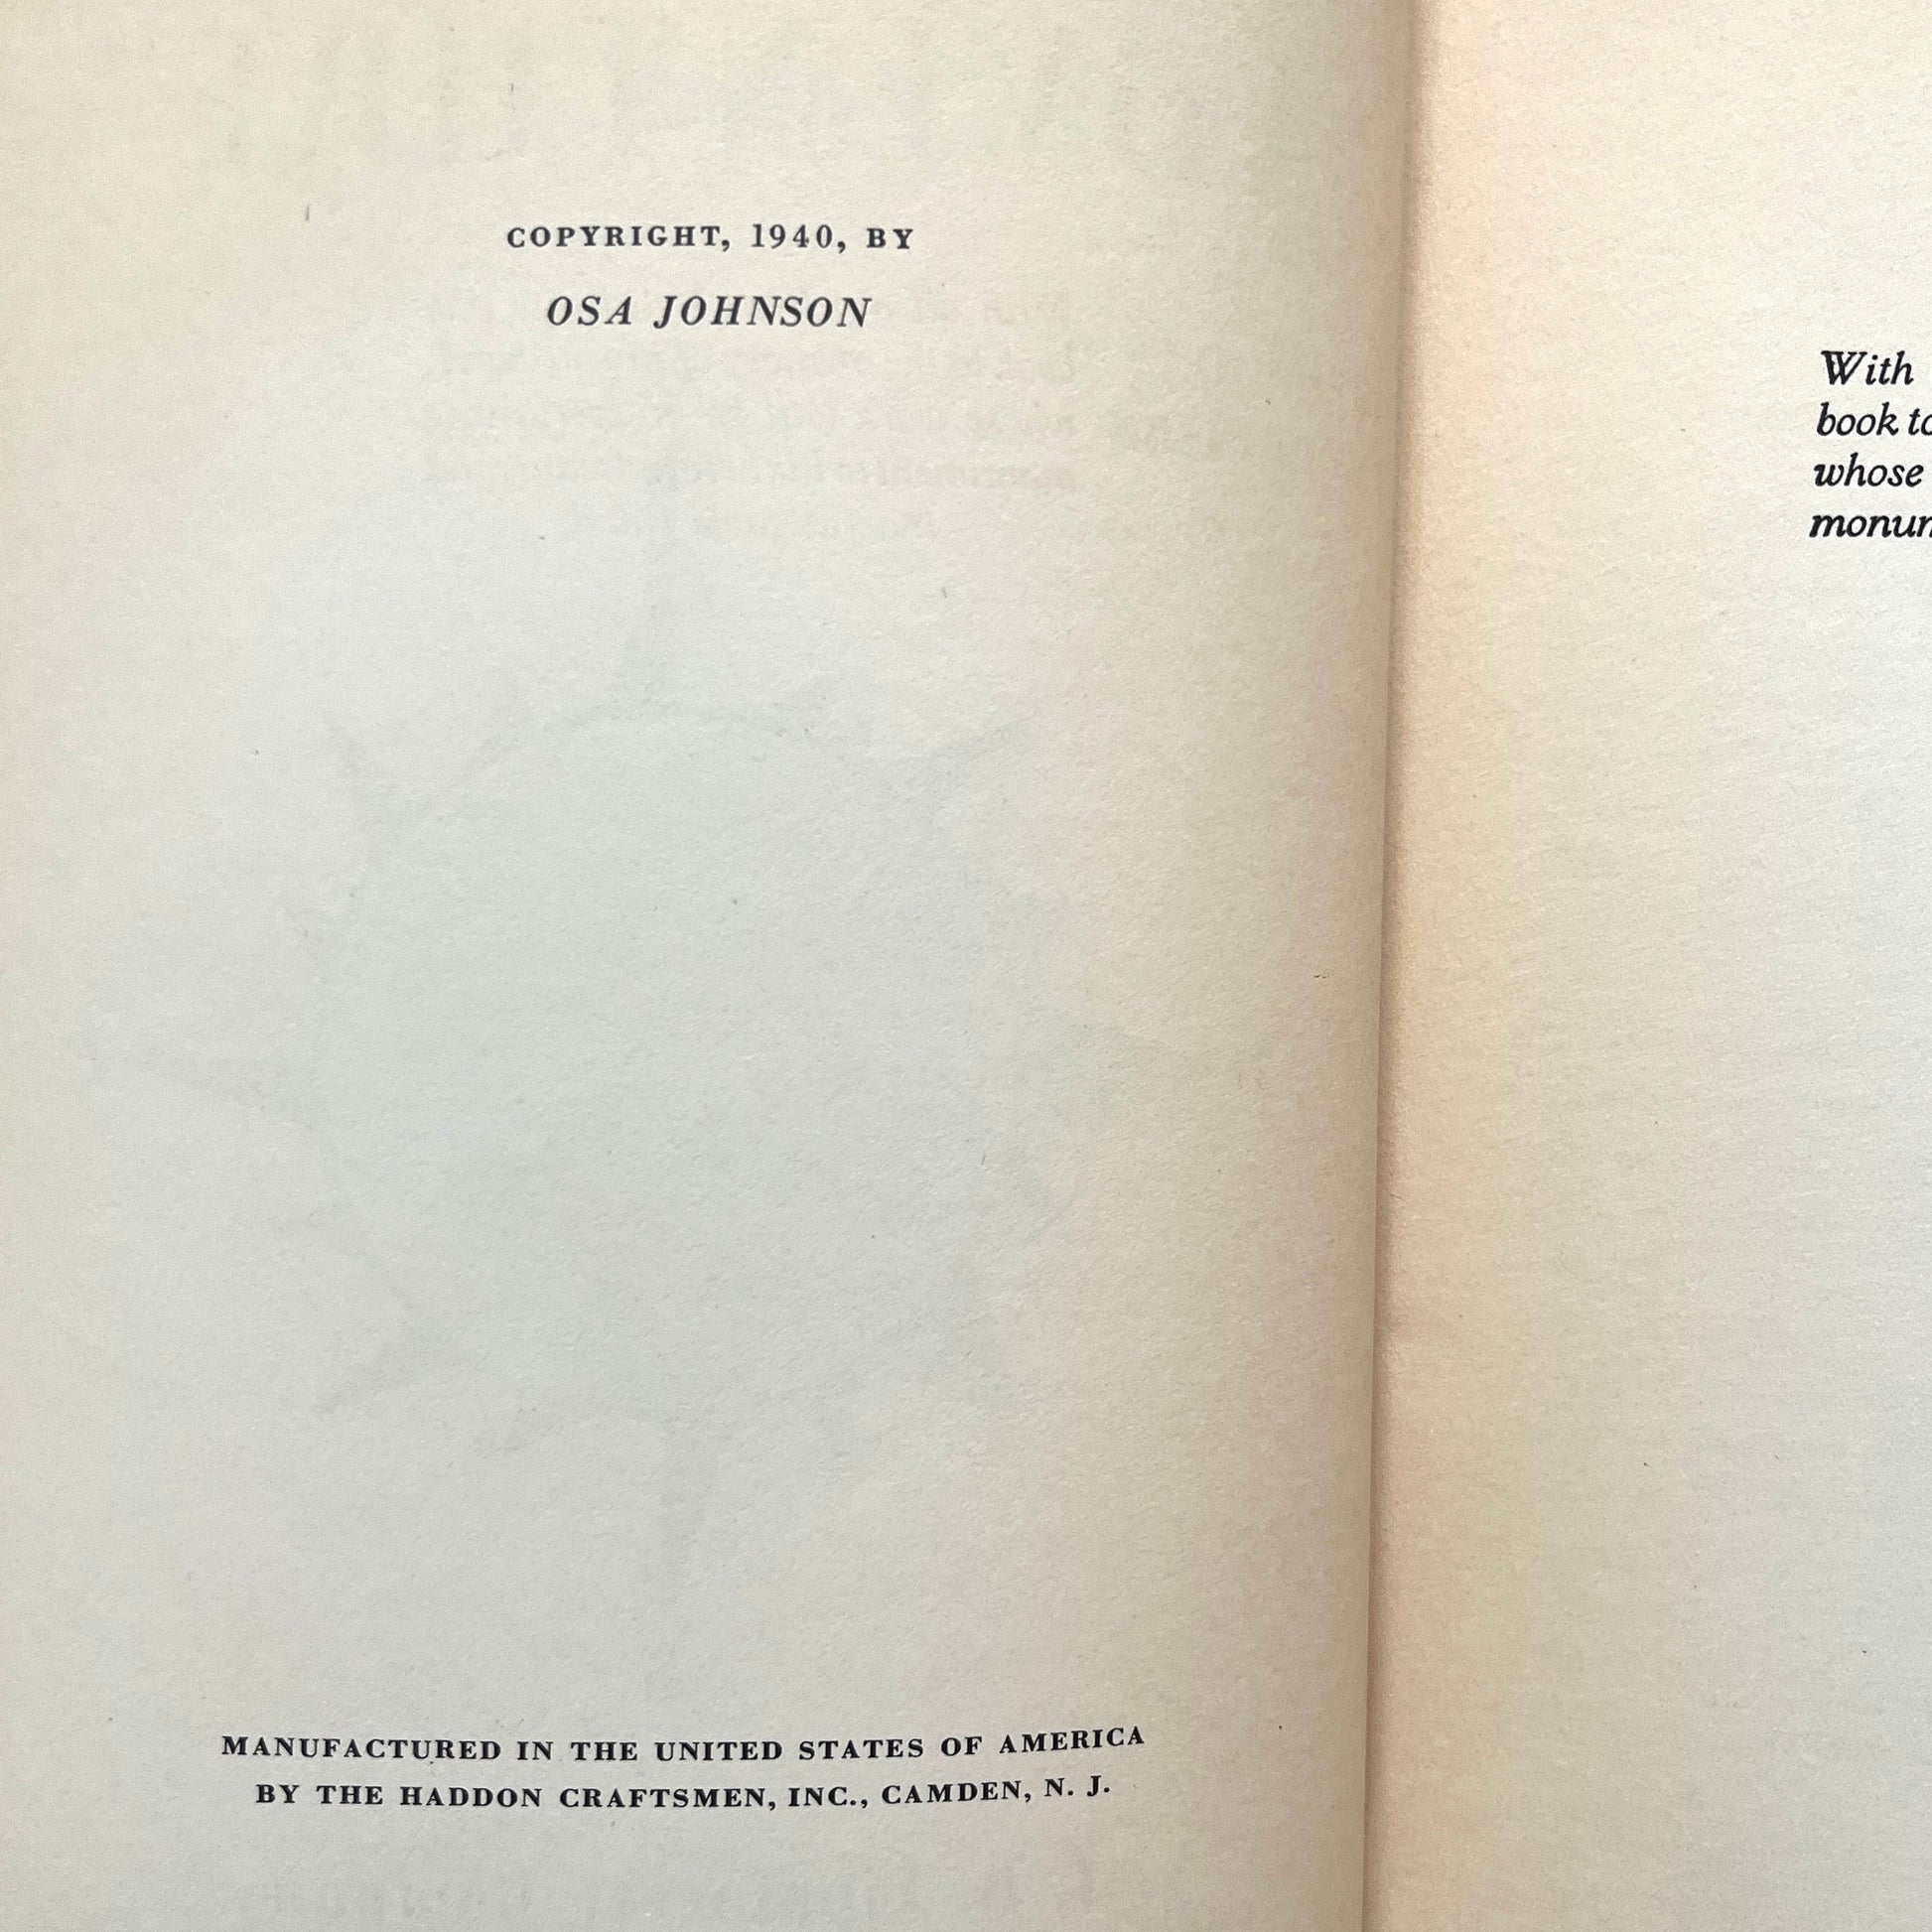 COPYRIGHT, 1940, BY
OSA JOHNSON
MANUFACTURED IN THE UNITED STATES OF AMERICA
BY THE HADDON CRAFTSMEN, INC., CAMDEN, N. J.
With
book
whose